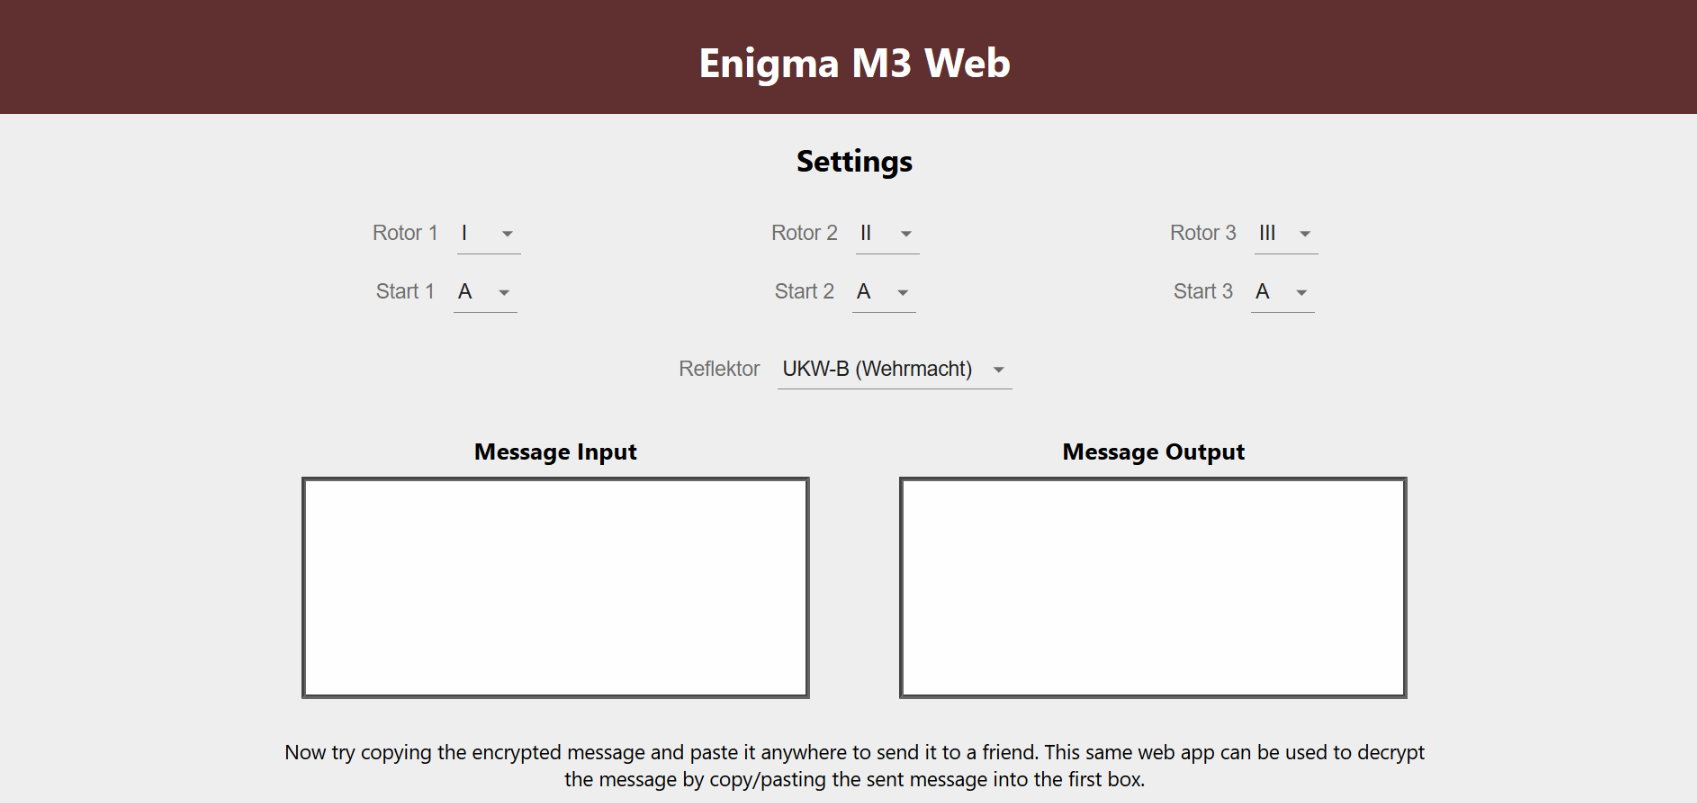 Enigma M3 Web
Settings
Rotor 1 I Rotor 2 II Rotor 3 III
Start 1 A Start 2 A Start 3 A
Reflektor UKW-B (Wehrmacht)
Message Input Message Output
Now try copying the encrypted message and paste it anywhere to send it to a friend. This same web app can be used to decrypt
the message by copy/pasting the sent message into the first box.